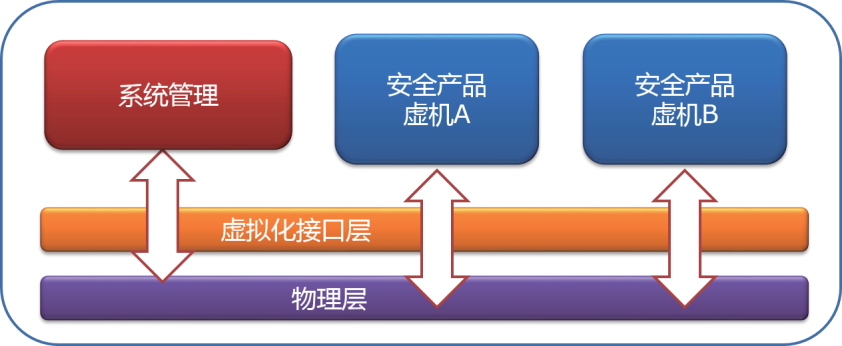 系统管理
安全产品
虚机A
安全产品
虚机B
虚拟化接口层
物理层